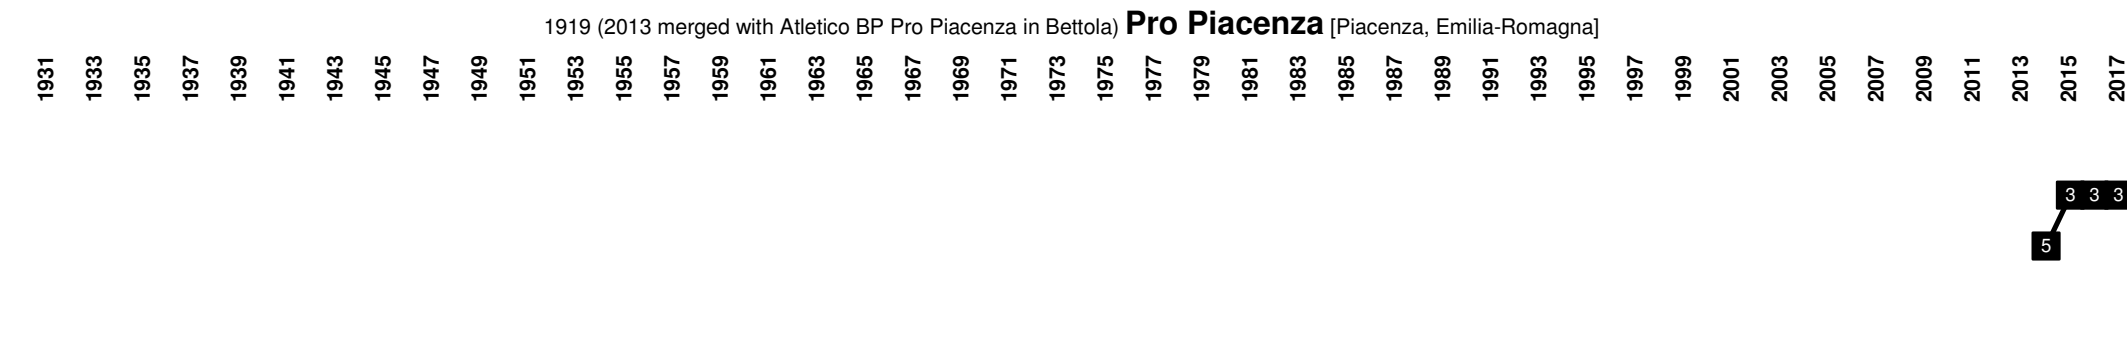 1919 (2013 merged with Atletico BP Pro Piacenza in Bettola) Pro Piacenza [Piacenza, Emilia-Romagna]
1931 1933 1935 1937 1939 1941 1943 1945 1947 1949 1951 1953 1955 1957 1959 1961 1963 1965 1967 1969 1971 1973 1975 1977 1979 1981 1983 1985 1987 1989 1991 1993 1995 1997 1999 2001 2003 2005 2007 2009 2011 2013 2015 2017
3 3 3
5